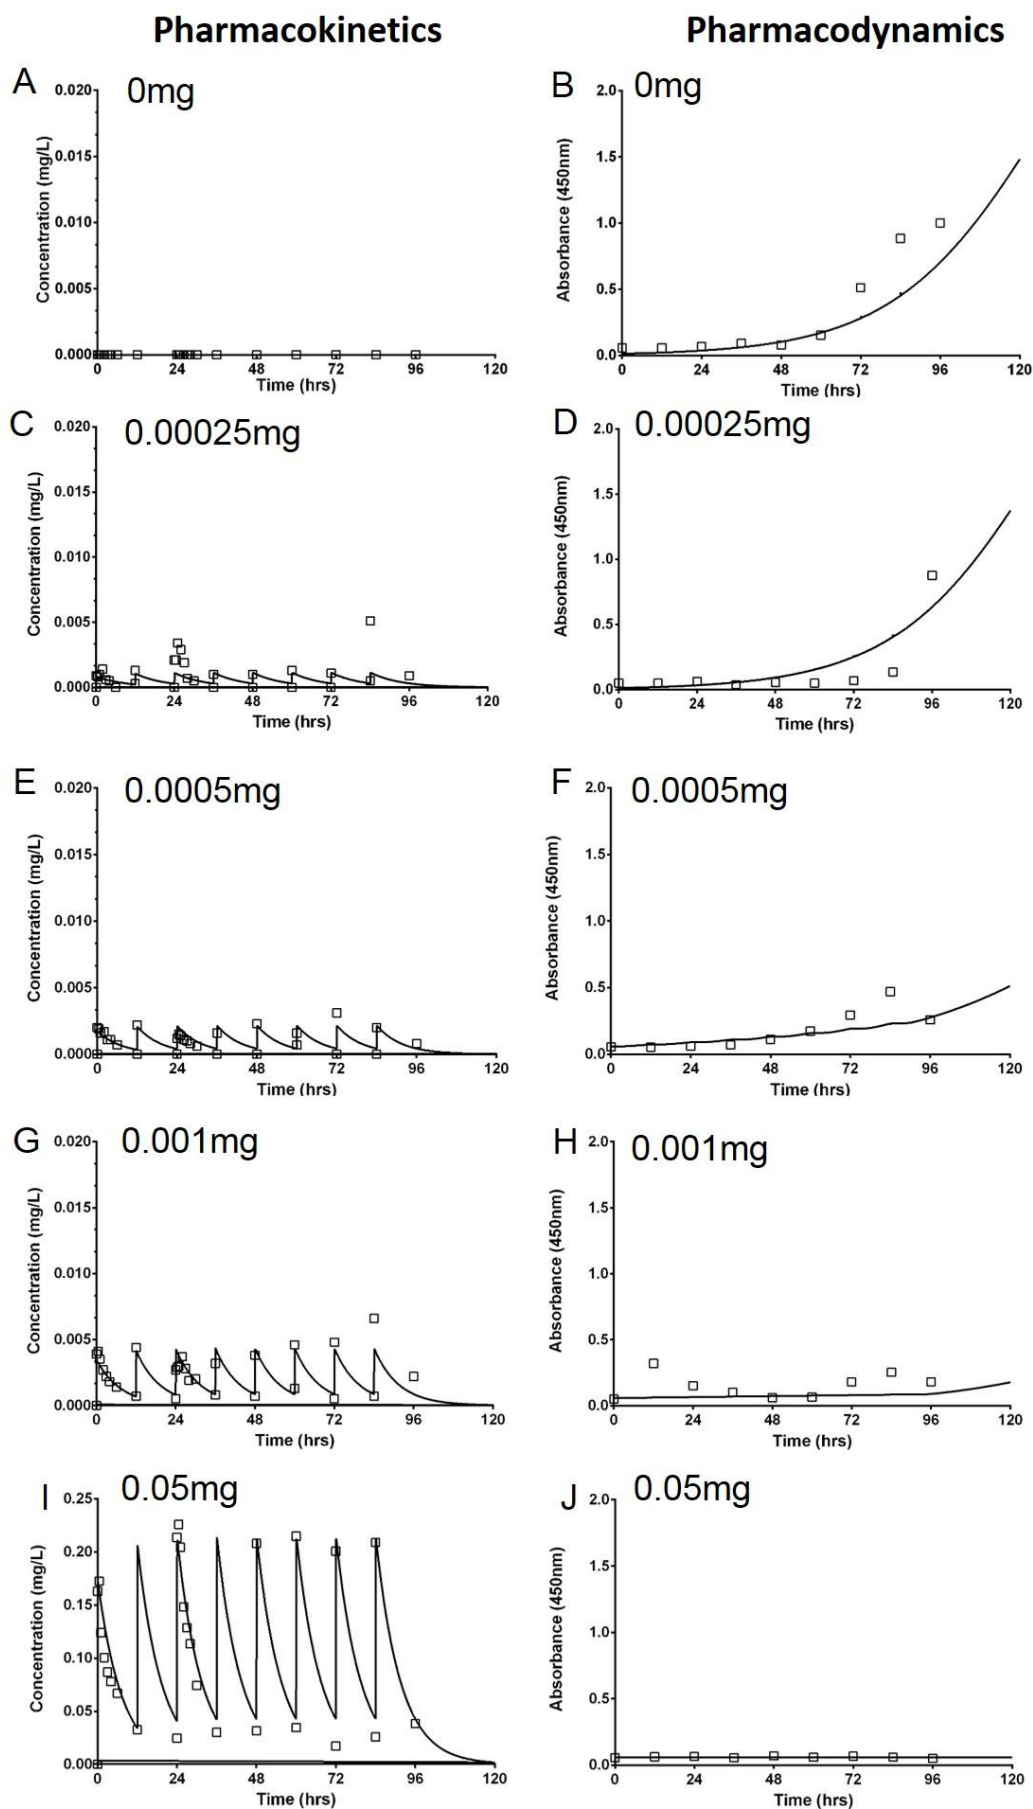 Pharmacokinetics Pharmacodynamics
A 0mg
0.020
0.015
0.010
0.005
0.000
Concentration (mg/L)
0 24 48 72 96 120
Time (hrs)
B 0mg
2.0
1.5
1.0
0.5
0.0
Absorbance (450nm)
0 24 48 72 96 120
Time (hrs)
C 0.00025mg
0.020
0.015
0.010
0.005
0.000
Concentration (mg/L)
0 24 48 72 96 120
Time (hrs)
D 0.00025mg
2.0
1.5
1.0
0.5
0.0
Absorbance (450nm)
0 24 48 72 96 120
Time (hrs)
E 0.0005mg
0.020
0.015
0.010
0.005
0.000
Concentration (mg/L)
0 24 48 72 96 120
Time (hrs)
F 0.0005mg
2.0
1.5
1.0
0.5
0.0
Absorbance (450nm)
0 24 48 72 96 120
Time (hrs)
G 0.001mg
0.020
0.015
0.010
0.005
0.000
Concentration (mg/L)
0 24 48 72 96 120
Time (hrs)
H 0.001mg
2.0
1.5
1.0
0.5
0.0
Absorbance (450nm)
0 24 48 72 96 120
Time (hrs)
I 0.05mg
0.25
0.20
0.15
0.10
0.05
0.00
Concentration (mg/L)
0 24 48 72 96 120
Time (hrs)
J 0.05mg
2.0
1.5
1.0
0.5
0.0
Absorbance (450nm)
0 24 48 72 96 120
Time (hrs)